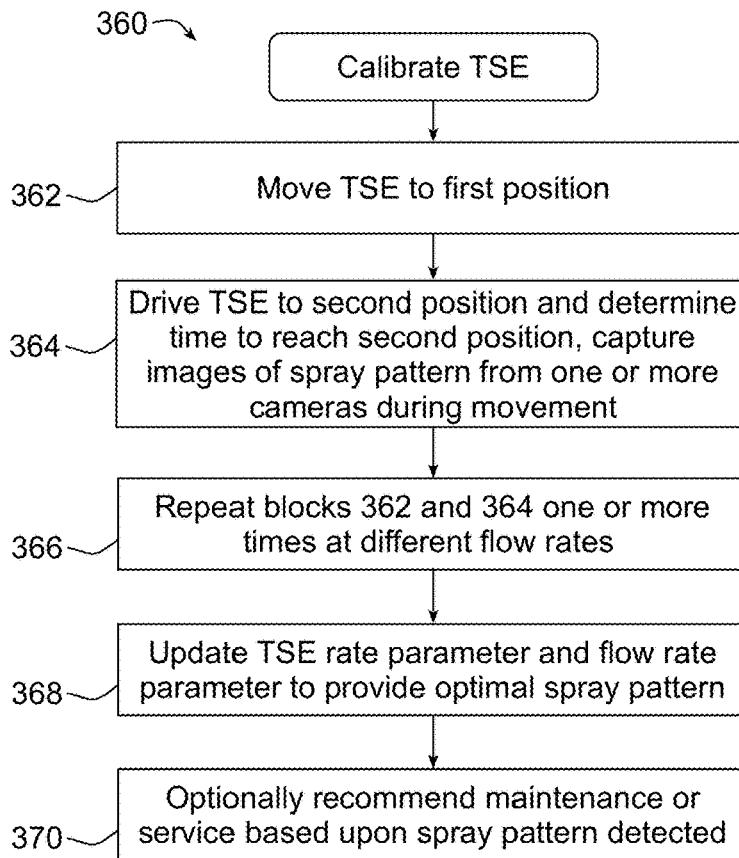 360
Calibrate TSE
362
Move TSE to first position
Drive TSE to second position and determine
364
time to reach second position, capture
images of spray pattern from one or more
cameras during movement
Repeat blocks 362 and 364 one or more
366
times at different flow rates
Update TSE rate parameter and flow rate
368
parameter to provide optimal spray pattern
Optionally recommend maintenance or
370
service based upon spray pattern detected